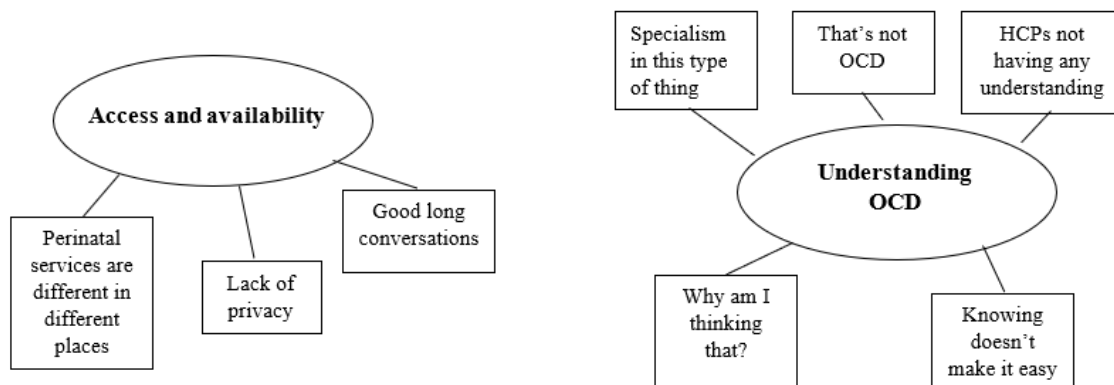 Access and availability
Perinatal
services are
different in
different
places
Lack of
privacy
Good long
conversations
Specialism
in this type
of thing
That’s not
OCD
HCPs not
having any
understanding
Understanding
OCD
Why am I
thinking
that?
Knowing
doesn’t
make it easy